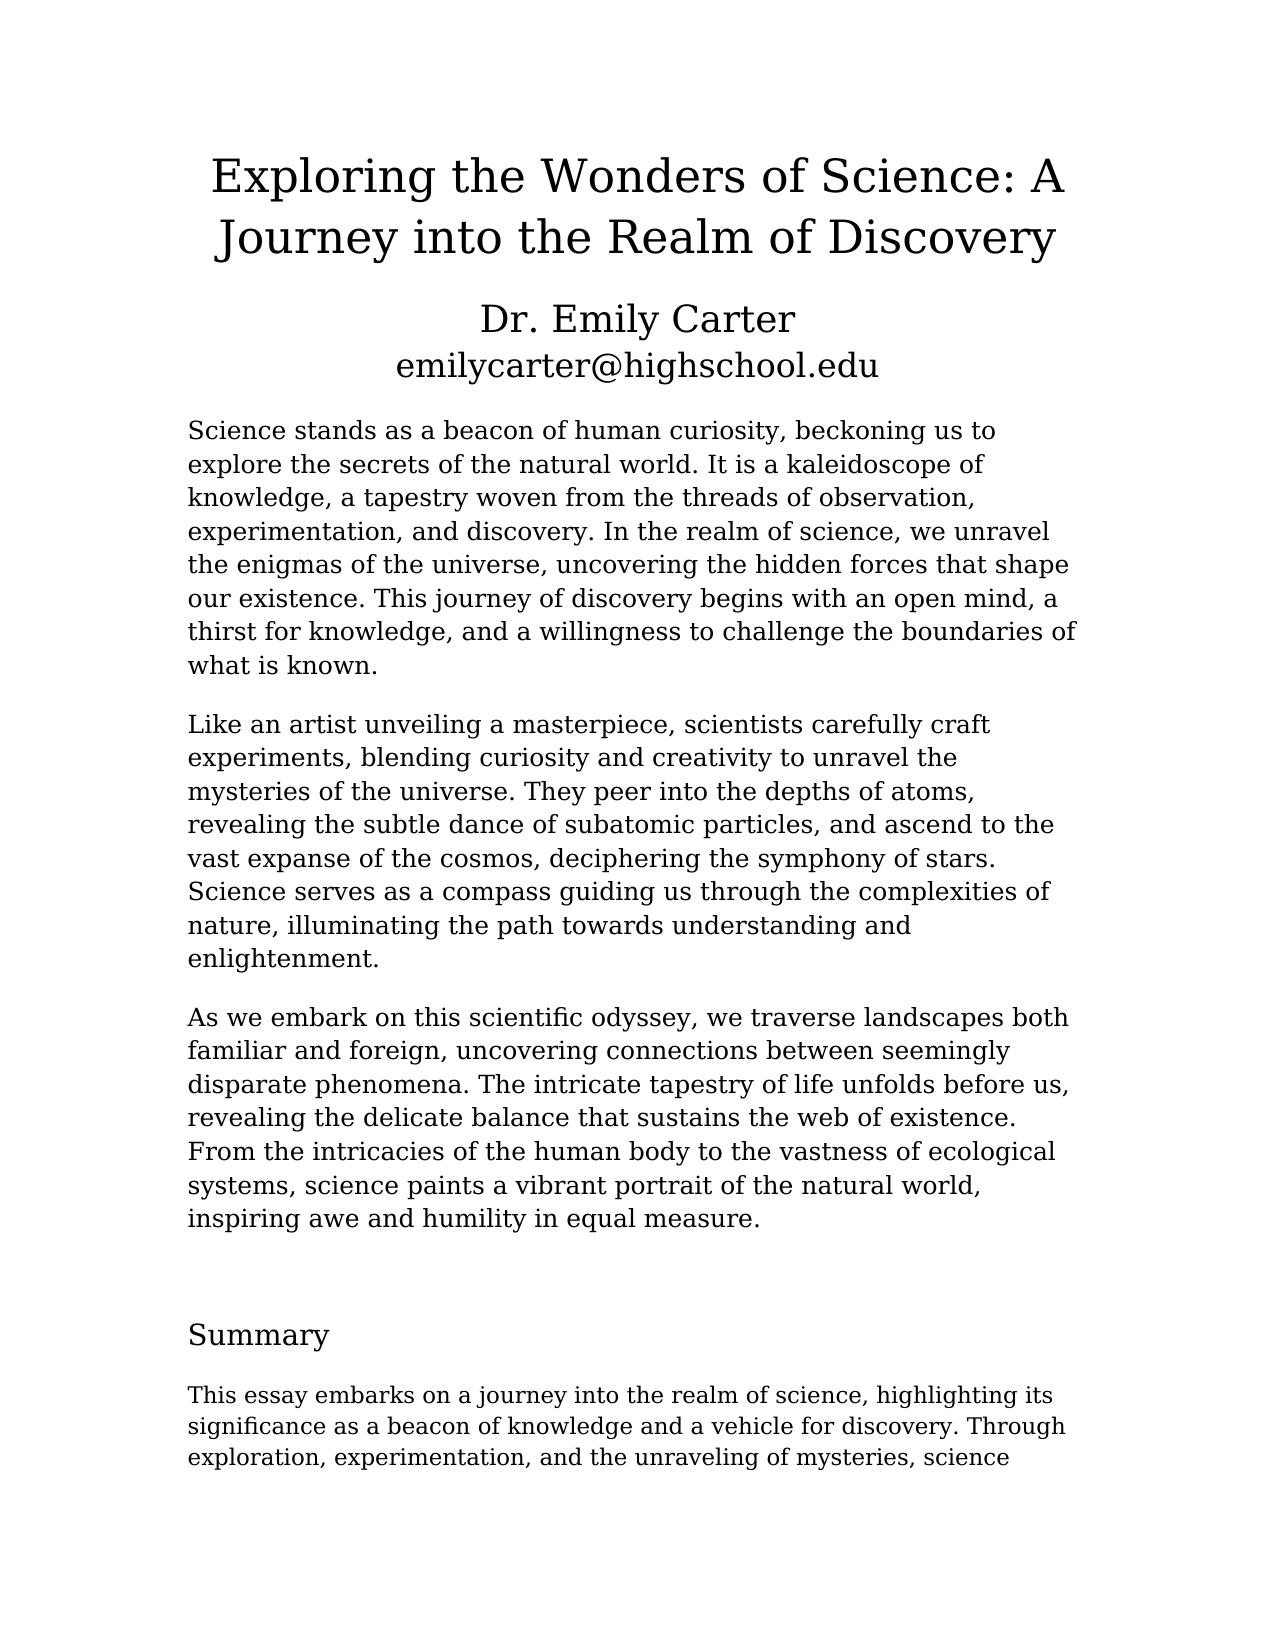 Exploring the Wonders of Science: A
Journey into the Realm of Discovery
Dr. Emily Carter
emilycarter@highschool.edu
Science stands as a beacon of human curiosity, beckoning us to
explore the secrets of the natural world. It is a kaleidoscope of
knowledge, a tapestry woven from the threads of observation,
experimentation, and discovery. In the realm of science, we unravel
the enigmas of the universe, uncovering the hidden forces that shape
our existence. This journey of discovery begins with an open mind, a
thirst for knowledge, and a willingness to challenge the boundaries of
what is known.
Like an artist unveiling a masterpiece, scientists carefully craft
experiments, blending curiosity and creativity to unravel the
mysteries of the universe. They peer into the depths of atoms,
revealing the subtle dance of subatomic particles, and ascend to the
vast expanse of the cosmos, deciphering the symphony of stars.
Science serves as a compass guiding us through the complexities of
nature, illuminating the path towards understanding and
enlightenment.
As we embark on this scientific odyssey, we traverse landscapes both
familiar and foreign, uncovering connections between seemingly
disparate phenomena. The intricate tapestry of life unfolds before us,
revealing the delicate balance that sustains the web of existence.
From the intricacies of the human body to the vastness of ecological
systems, science paints a vibrant portrait of the natural world,
inspiring awe and humility in equal measure.
Summary
This essay embarks on a journey into the realm of science, highlighting its
significance as a beacon of knowledge and a vehicle for discovery. Through
exploration, experimentation, and the unraveling of mysteries, science